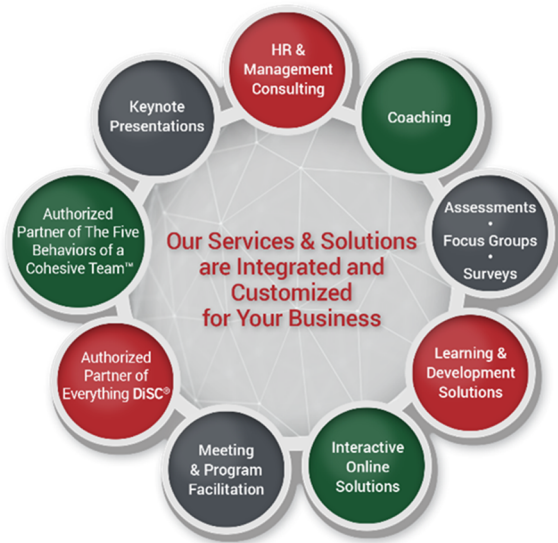 HR &
Management
Consulting
Coaching
Assessments
•
Focus Groups
•
Surveys
Learning &
Development
Solutions
Interactive
Online
Solutions
Meeting
& Program
Facilitation
Authorized
Partner of
Everything DiSC®
Authorized
Partner of The Five
Behaviors of a
Cohesive Team™
Keynote
Presentations
Our Services & Solutions
are Integrated and
Customized
for Your Business